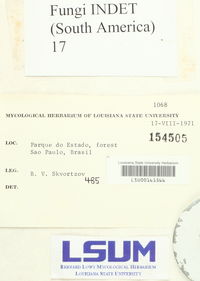 Fungi INDET
(South America)
17
1068
MYCOLOGICAL HERBARIUM OF LOUISIANA STATE UNIVERSITY
17-VIII-1971
154505
LOC. Parque do Estado, forest
Sao Paulo, Brasil
Louisiana State University Herbarium
LEG. B. V. Skvortzov
485
DET.
LSUM
BERNARD LOWY MYCOLOGICAL HERBARIUM
LOUISIANA STATE UNIVERSITY